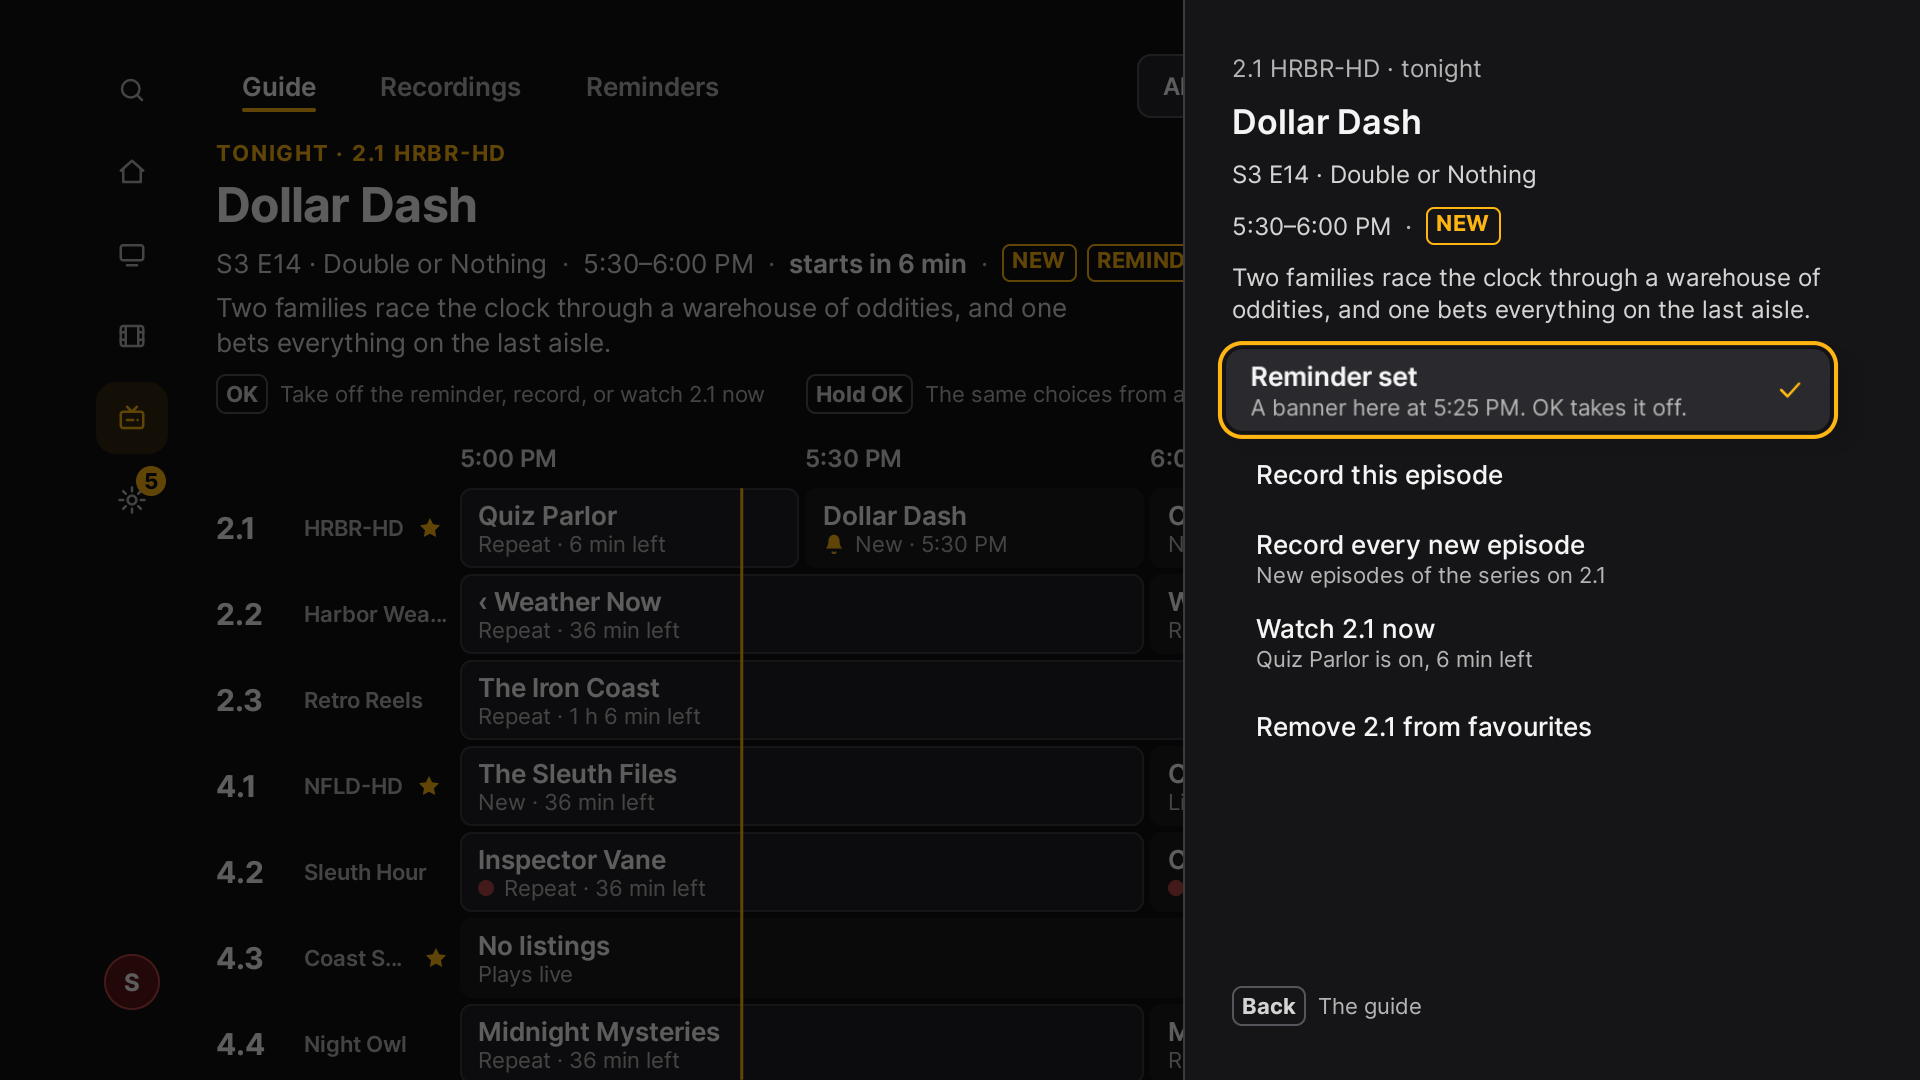 Guide
Recordings
Reminders
TONIGHT · 2.1 HRBR-HD
Dollar Dash
S3 E14 · Double or Nothing · 5:30–6:00 PM · starts in 6 min · NEW
Two families race the clock through a warehouse of oddities, and one
bets everything on the last aisle.
OK Take off the reminder, record, or watch 2.1 now
Hold OK The same choices from
5:00 PM
5:30 PM
5
2.1 HRBR-HD
Quiz Parlor
Repeat · 6 min left
Dollar Dash
New · 5:30 PM
2.2 Harbor Wea...
‹ Weather Now
Repeat · 36 min left
2.3 Retro Reels
The Iron Coast
Repeat · 1 h 6 min left
4.1 NFLD-HD
The Sleuth Files
New · 36 min left
4.2 Sleuth Hour
Inspector Vane
Repeat · 36 min left
4.3 Coast S...
No listings
Plays live
4.4 Night Owl
Midnight Mysteries
Repeat · 36 min left
S
2.1 HRBR-HD · tonight
Dollar Dash
S3 E14 · Double or Nothing
5:30–6:00 PM · NEW
Two families race the clock through a warehouse of
oddities, and one bets everything on the last aisle.
Reminder set
A banner here at 5:25 PM. OK takes it off.
Record this episode
Record every new episode
New episodes of the series on 2.1
Watch 2.1 now
Quiz Parlor is on, 6 min left
Remove 2.1 from favourites
Back The guide